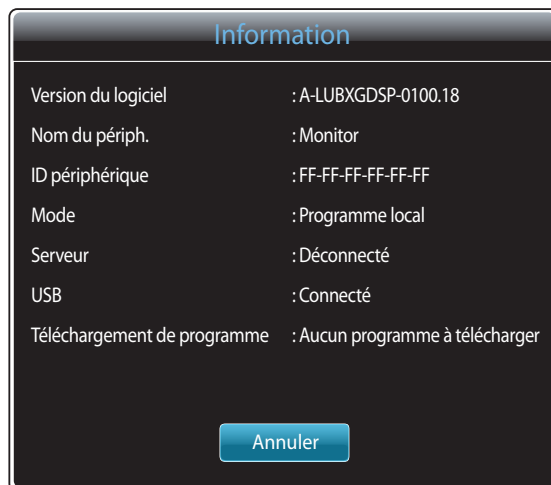 Information
Version du logiciel : A-LUBXGDSP-0100.18
Nom du périph. : Monitor
ID périphérique : FF-FF-FF-FF-FF-FF
Mode : Programme local
Serveur : Déconnecté
USB : Connecté
Téléchargement de programme : Aucun programme à télécharger
Annuler